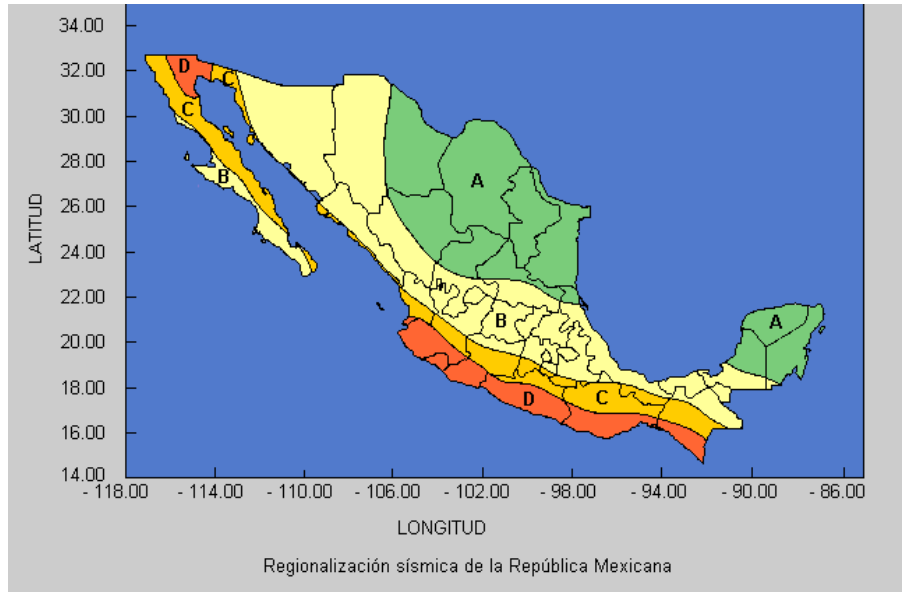 34.00
32.00
30.00
28.00
26.00
24.00
22.00
20.00
18.00
16.00
14.00
LATITUD
D
C
C
B
A
B
A
D
C
- 118.00 - 114.00 - 110.00 - 106.00 - 102.00 - 98.00 - 94.00 - 90.00 - 86.00
LONGITUD
Regionalización sísmica de la República Mexicana